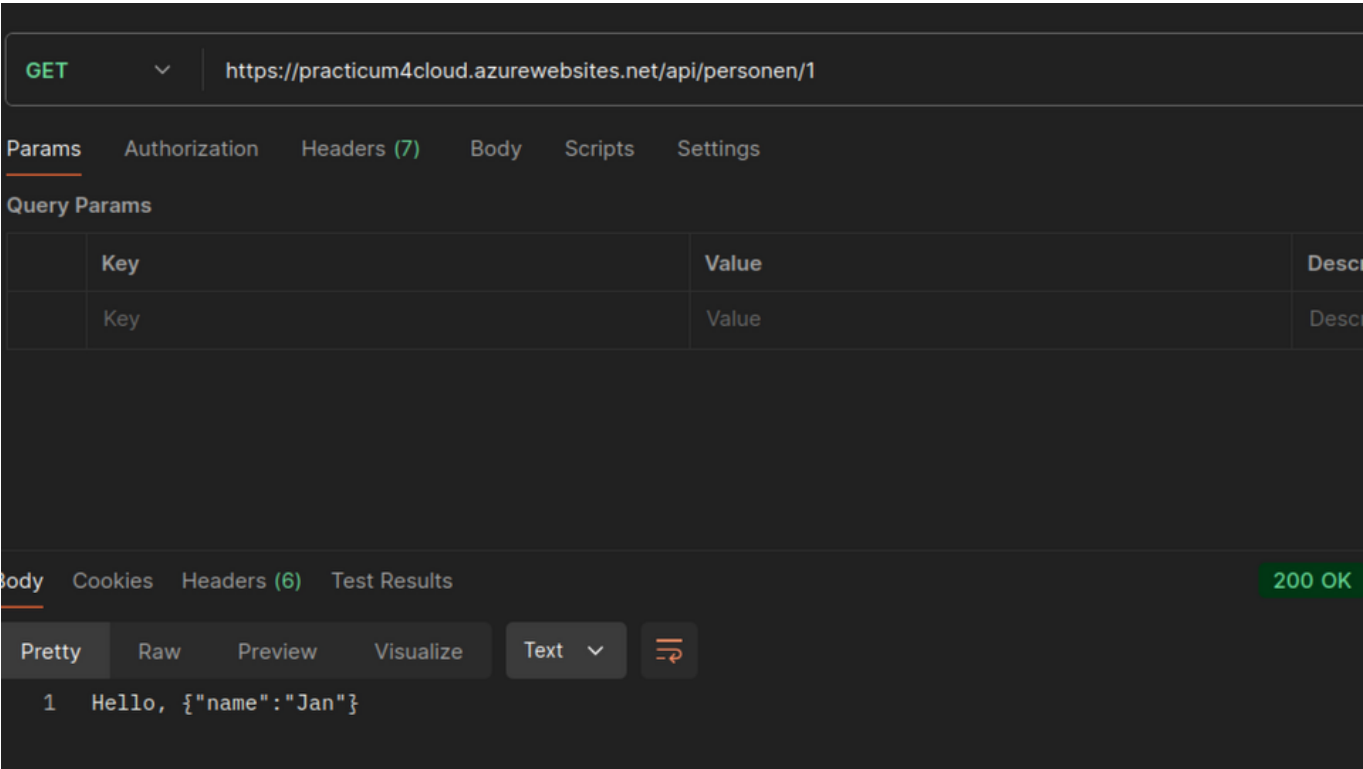 GET https://practicum4cloud.azurewebsites.net/api/personen/1
Params Authorization Headers (7) Body Scripts Settings
Query Params
Key Value Descr
Key Value Descr
Body Cookies Headers (6) Test Results 200 OK
Pretty Raw Preview Visualize Text
1 Hello, {"name":"Jan"}